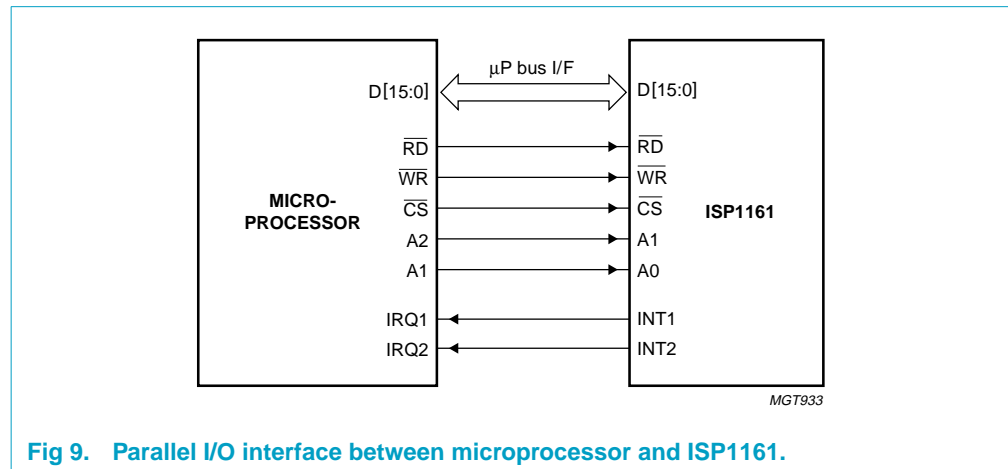 µP bus I/F
D[15:0] D[15:0]
RD RD
WR WR
MICRO-
PROCESSOR
CS CS
ISP1161
A2 A1
A1 A0
IRQ1 INT1
IRQ2 INT2
MGT933
Fig 9. Parallel I/O interface between microprocessor and ISP1161.